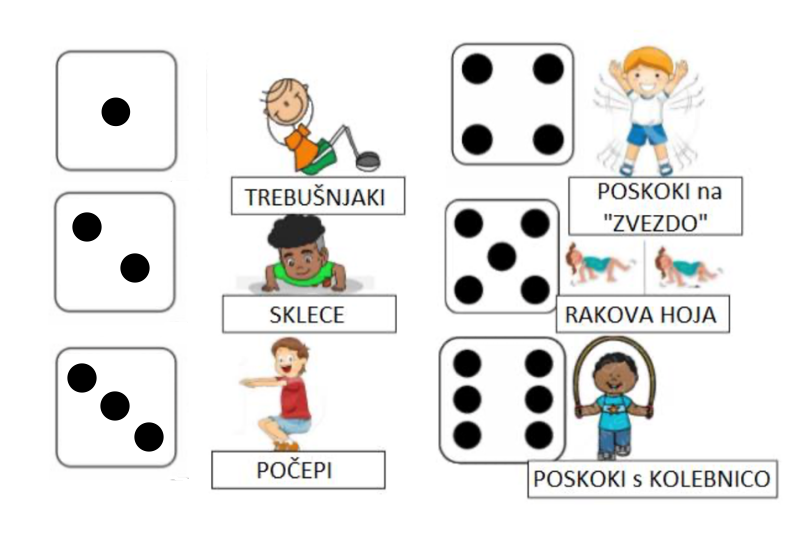 TREBUŠNJAKI
SKLECE
POČEPI
POSKOKI na
"ZVEZDO"
RAKOVA HOJA
POSKOKI s KOLEBNICO